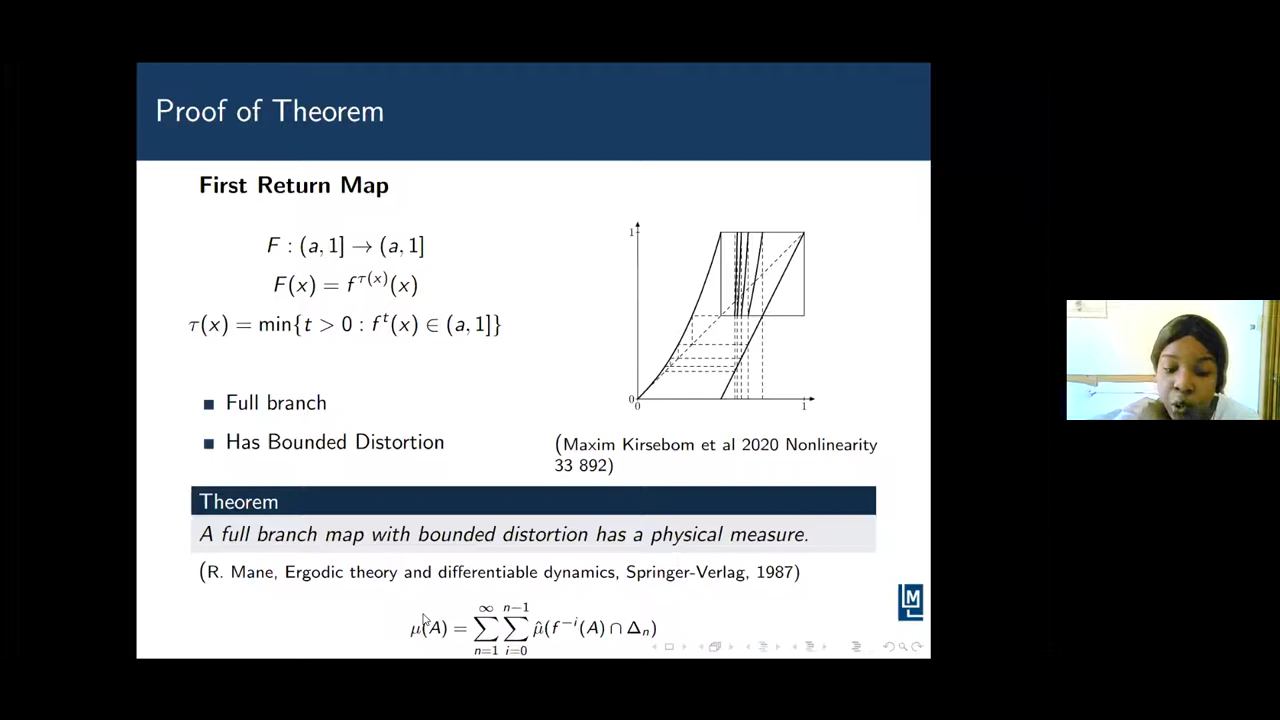 Proof of Theorem
First Return Map
F : (a, 1] → (a, 1]
F(x) = f^{τ(x)}(x)
τ(x) = min{t > 0 : f^t(x) ∈ (a, 1]}
1
0
0
1
■ Full branch
■ Has Bounded Distortion
(Maxim Kirsebom et al 2020 Nonlinearity
33 892)
Theorem
A full branch map with bounded distortion has a physical measure.
(R. Mane, Ergodic theory and differentiable dynamics, Springer-Verlag, 1987)
μ(A) = ∑_{n=1}^{∞} ∑_{i=0}^{n−1} μ̂(f^{−i}(A) ∩ Δ_n)
LM